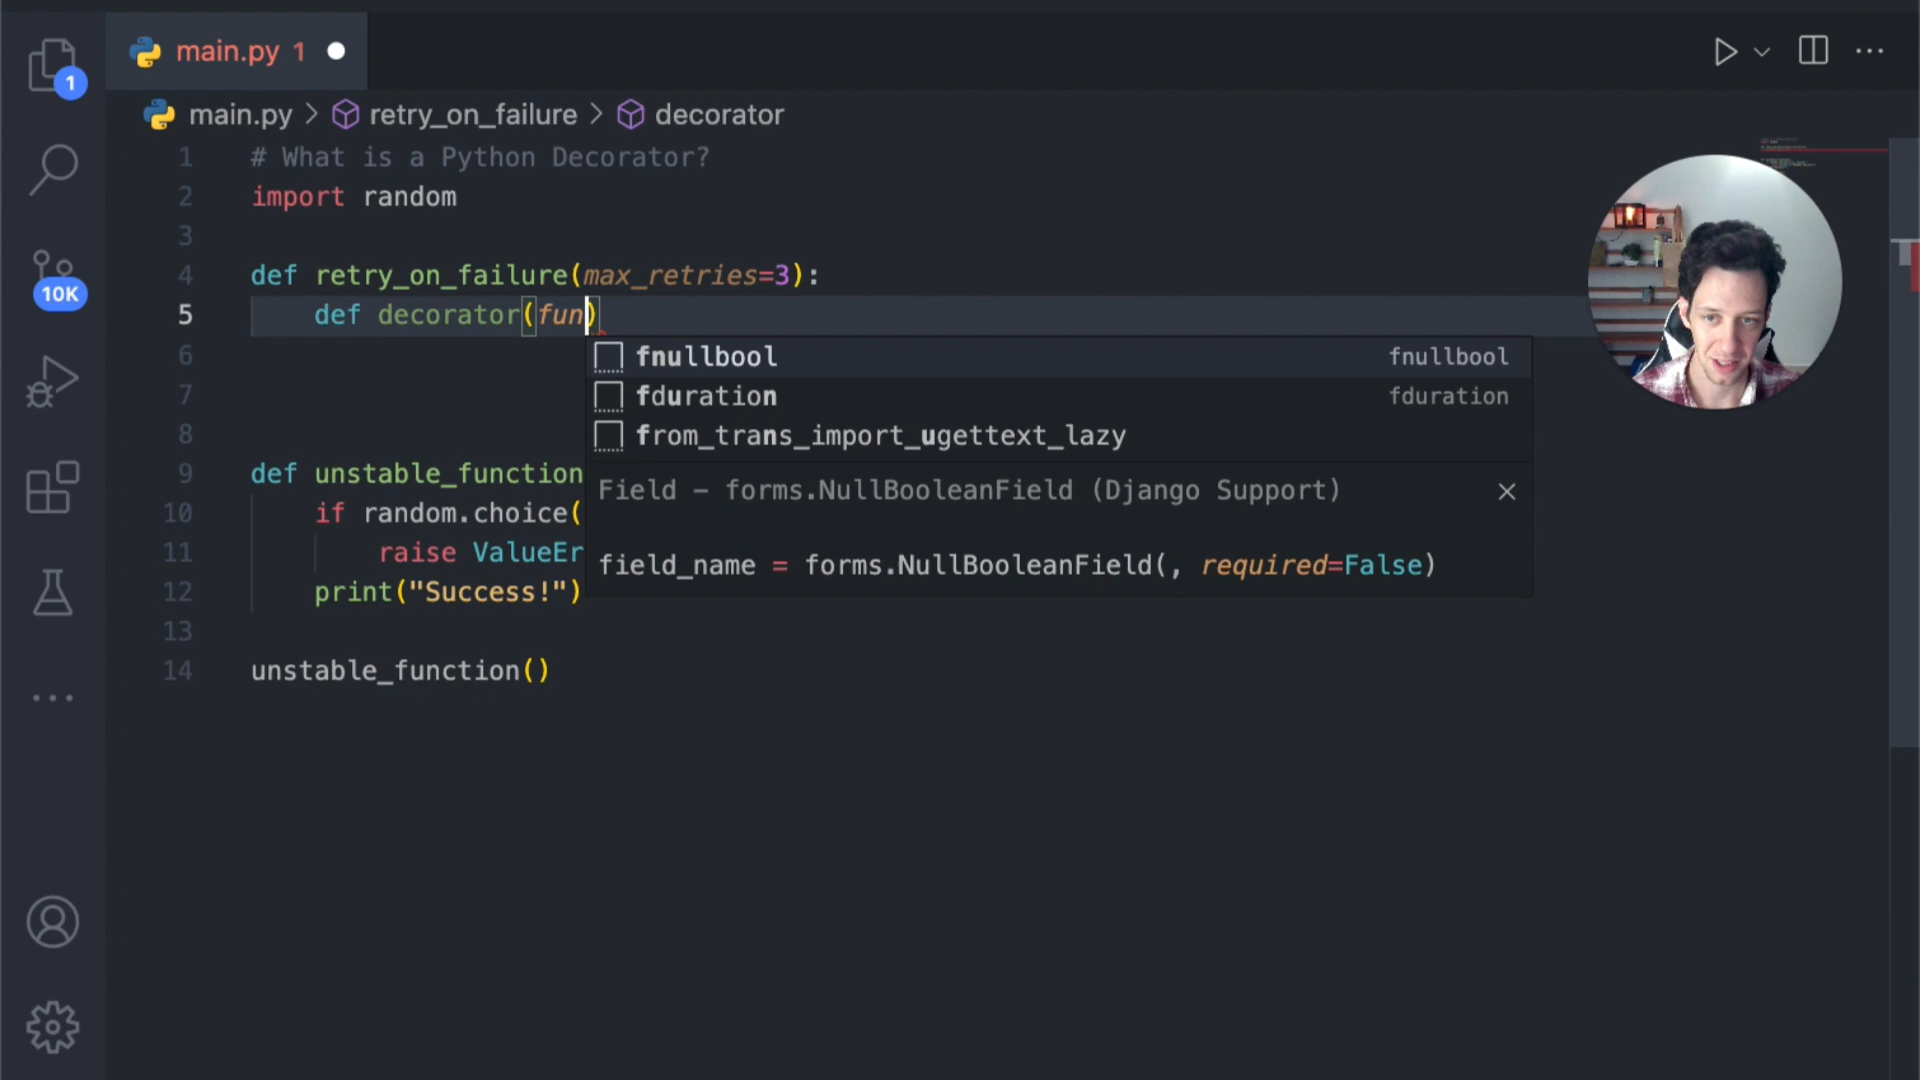 main.py 1
main.py > retry_on_failure > decorator
1 # What is a Python Decorator?
2 import random
3
4 def retry_on_failure(max_retries=3):
5 def decorator(fun)
6 fnullbool fnullbool
7 fduration fduration
8 from_trans_import_ugettext_lazy
9 def unstable_function
Field – forms.NullBooleanField (Django Support)
10 if random.choice(
11 raise ValueEr
field_name = forms.NullBooleanField(, required=False)
12 print("Success!")
13
14 unstable_function()
1
10K